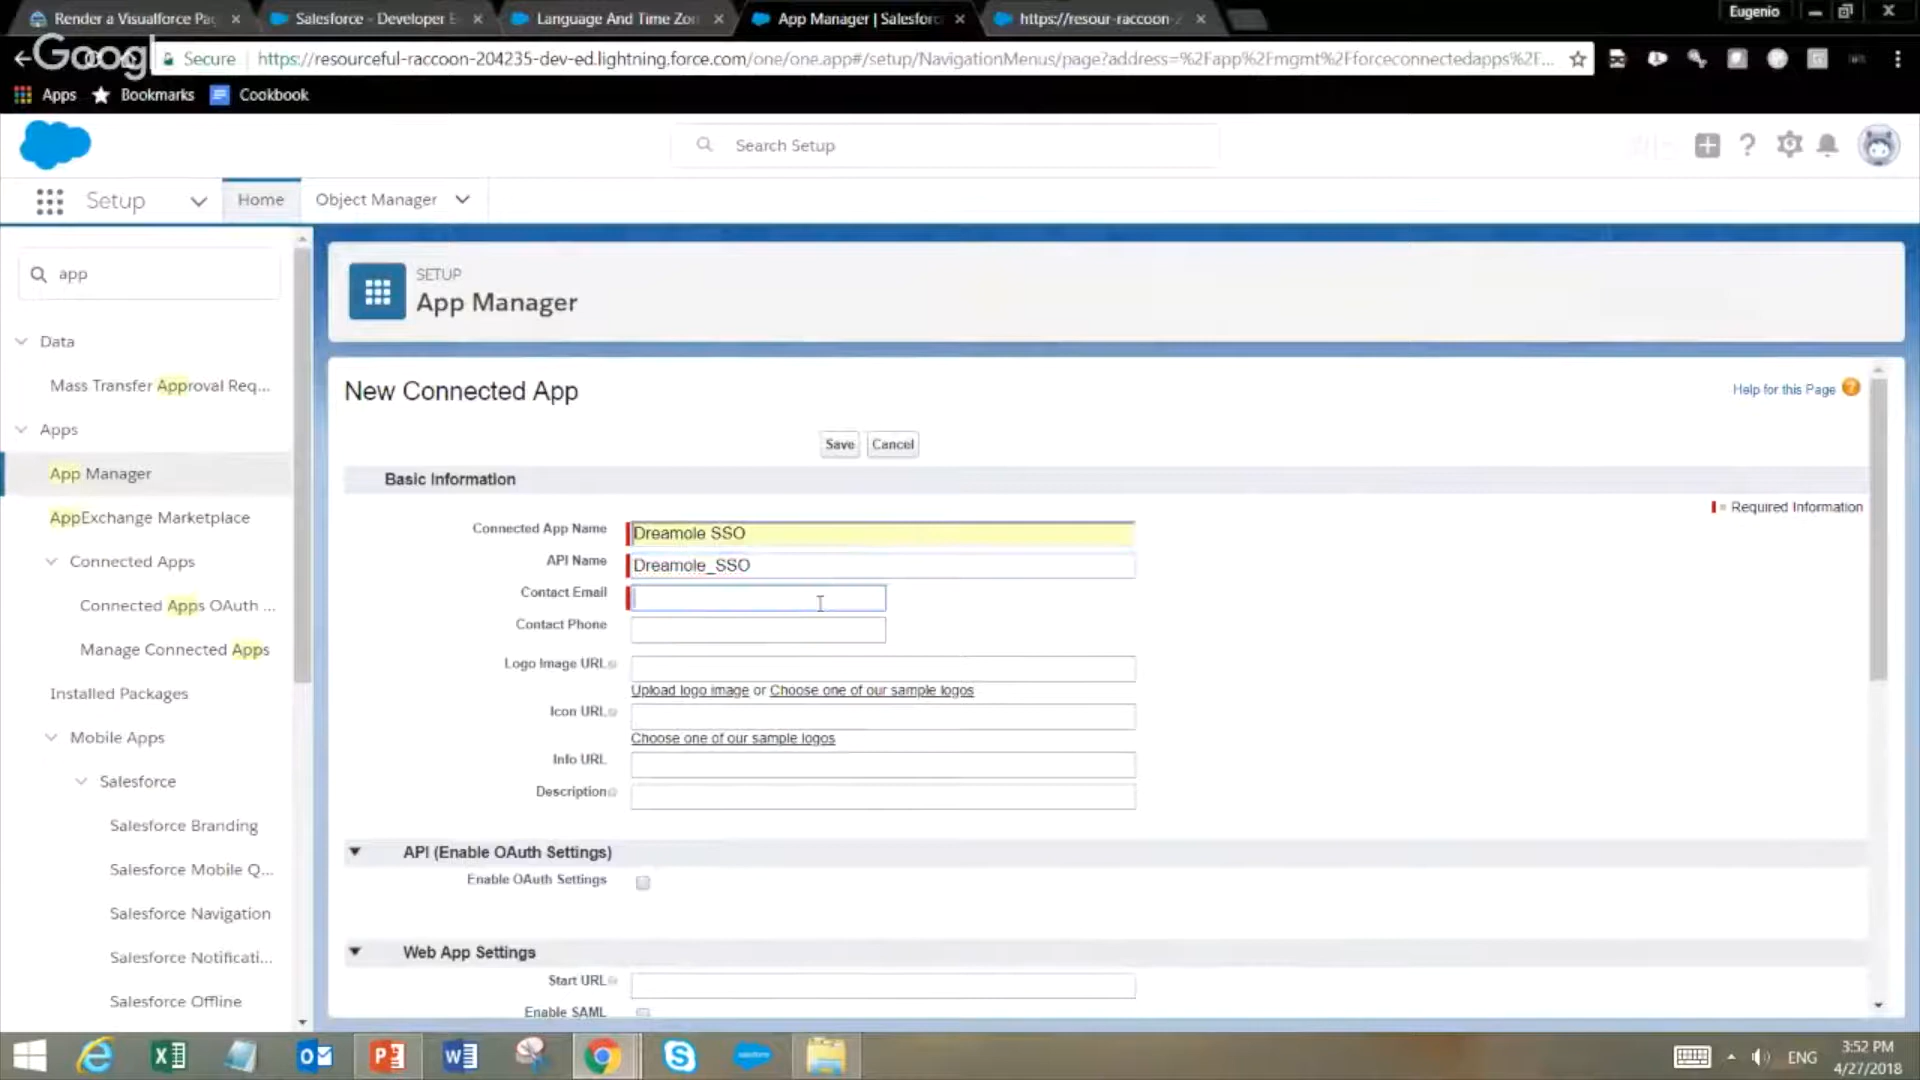 Render a Visualforce Pa
Salesforce - Developer E
Language And Time Zon
App Manager | Salesforc
https://resour-raccoon-
Eugenio
Googl
Secure
https://resourceful-raccoon-204235-dev-ed.lightning.force.com/one/one.app#/setup/NavigationMenus/page?address=%2Fapp%2Fmgmt%2Fforceconnectedapps%2F...
Apps
Bookmarks
Cookbook
Search Setup
Setup
Home
Object Manager
app
Data
Mass Transfer Approval Req...
Apps
App Manager
AppExchange Marketplace
Connected Apps
Connected Apps OAuth ...
Manage Connected Apps
Installed Packages
Mobile Apps
Salesforce
Salesforce Branding
Salesforce Mobile Q...
Salesforce Navigation
Salesforce Notificati...
Salesforce Offline
SETUP
App Manager
New Connected App
Help for this Page
Save
Cancel
Basic Information
= Required Information
Connected App Name
Dreamole SSO
API Name
Dreamole_SSO
Contact Email
Contact Phone
Logo Image URL
Upload logo image or Choose one of our sample logos
Icon URL
Choose one of our sample logos
Info URL
Description
API (Enable OAuth Settings)
Enable OAuth Settings
Web App Settings
Start URL
Enable SAML
ENG
3:52 PM
4/27/2018